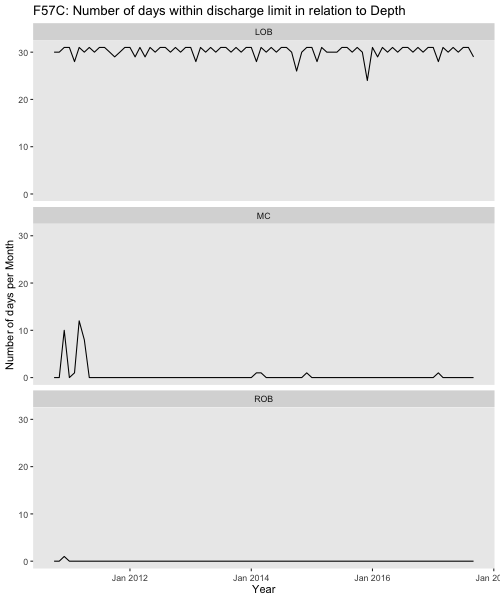 F57C: Number of days within discharge limit in relation to Depth
LOB
30
20
10
0
MC
30
20
10
0
ROB
30
20
10
0
Number of days per Month
Jan 2012 Jan 2014 Jan 2016 Jan 20
Year